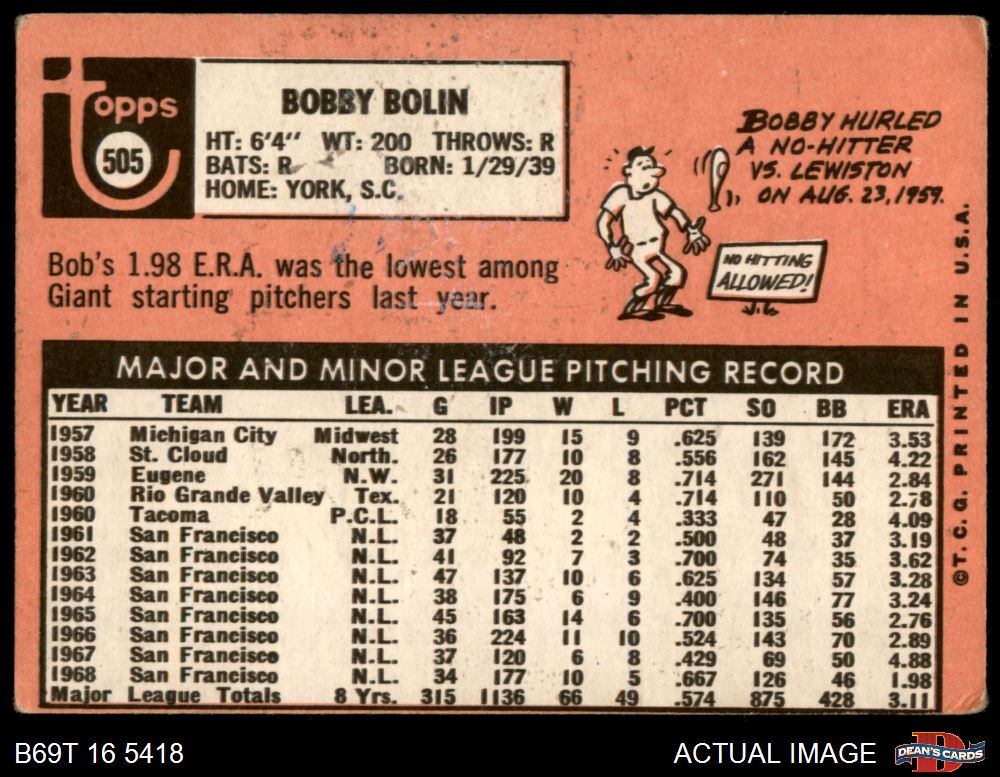 Topps
505
BOBBY BOLIN
HT: 6'4" WT: 200 THROWS: R
BATS: R BORN: 1/29/39
HOME: YORK, S.C.
BOBBY HURLED
A NO-HITTER
VS. LEWISTON
ON AUG. 23, 1959.
NO HITTING
ALLOWED!
Bob's 1.98 E.R.A. was the lowest among
Giant starting pitchers last year.
MAJOR AND MINOR LEAGUE PITCHING RECORD
YEAR TEAM LEA. G IP W L PCT SO BB ERA
1957 Michigan City Midwest 28 199 15 9 .625 139 172 3.53
1958 St. Cloud North. 26 177 10 8 .556 162 145 4.22
1959 Eugene N.W. 31 225 20 8 .714 271 144 2.84
1960 Rio Grande Valley Tex. 21 120 10 4 .714 110 50 2.78
1960 Tacoma P.C.L. 18 55 2 4 .333 47 28 4.09
1961 San Francisco N.L. 37 48 2 2 .500 48 37 3.19
1962 San Francisco N.L. 41 92 7 3 .700 74 35 3.62
1963 San Francisco N.L. 47 137 10 6 .625 134 57 3.28
1964 San Francisco N.L. 38 175 6 9 .400 146 77 3.24
1965 San Francisco N.L. 45 163 14 6 .700 135 56 2.76
1966 San Francisco N.L. 36 224 11 10 .524 143 70 2.89
1967 San Francisco N.L. 37 120 6 8 .429 69 50 4.88
1968 San Francisco N.L. 34 177 10 5 .667 126 46 1.98
Major League Totals 8 Yrs. 315 1136 66 49 .574 875 428 3.11
©T.C.G. PRINTED IN U.S.A.
B69T 16 5418
ACTUAL IMAGE
DEAN'S CARDS